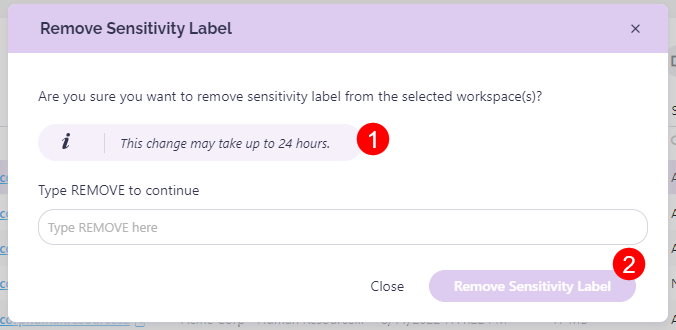 Remove Sensitivity Label ×
Are you sure you want to remove sensitivity label from the selected workspace(s)?
i This change may take up to 24 hours. 1
Type REMOVE to continue
Type REMOVE here
2
Close Remove Sensitivity Label